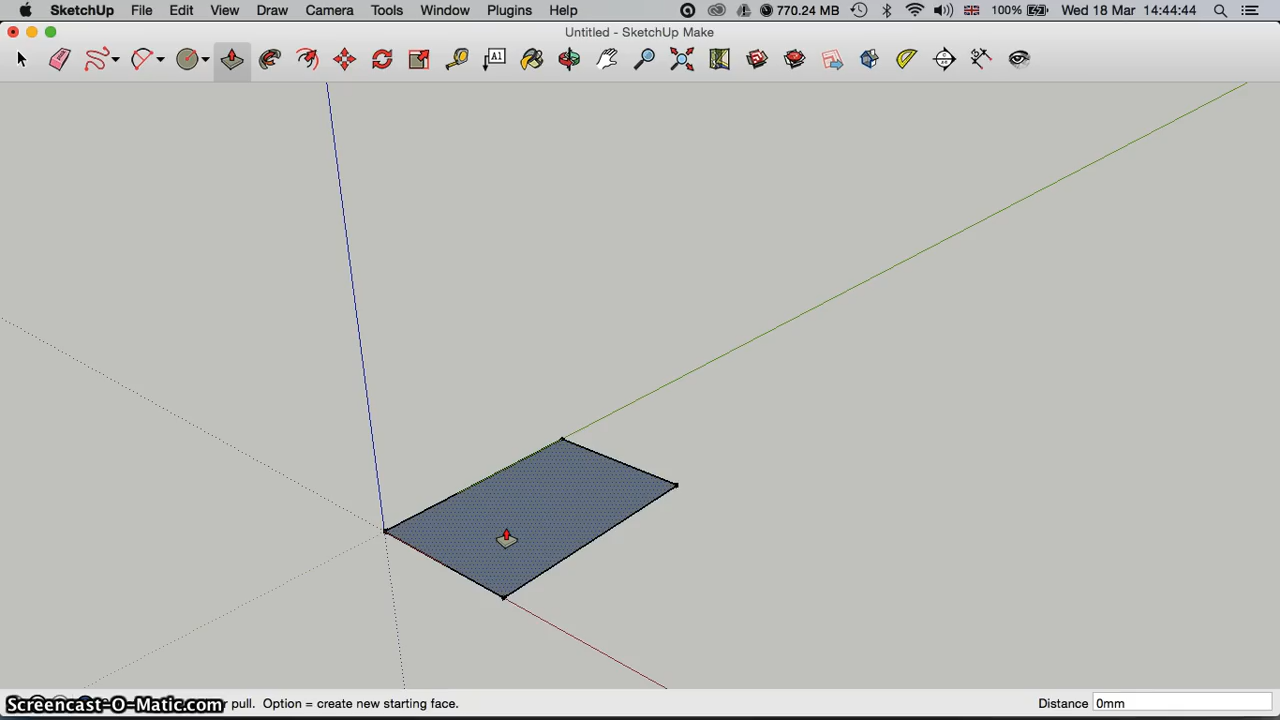 SketchUp File Edit View Draw Camera Tools Window Plugins Help 770.24 MB 100% Wed 18 Mar 14:44:44
Untitled - SketchUp Make
A1
pull. Option = create new starting face. Distance 0mm
Screencast-O-Matic.com